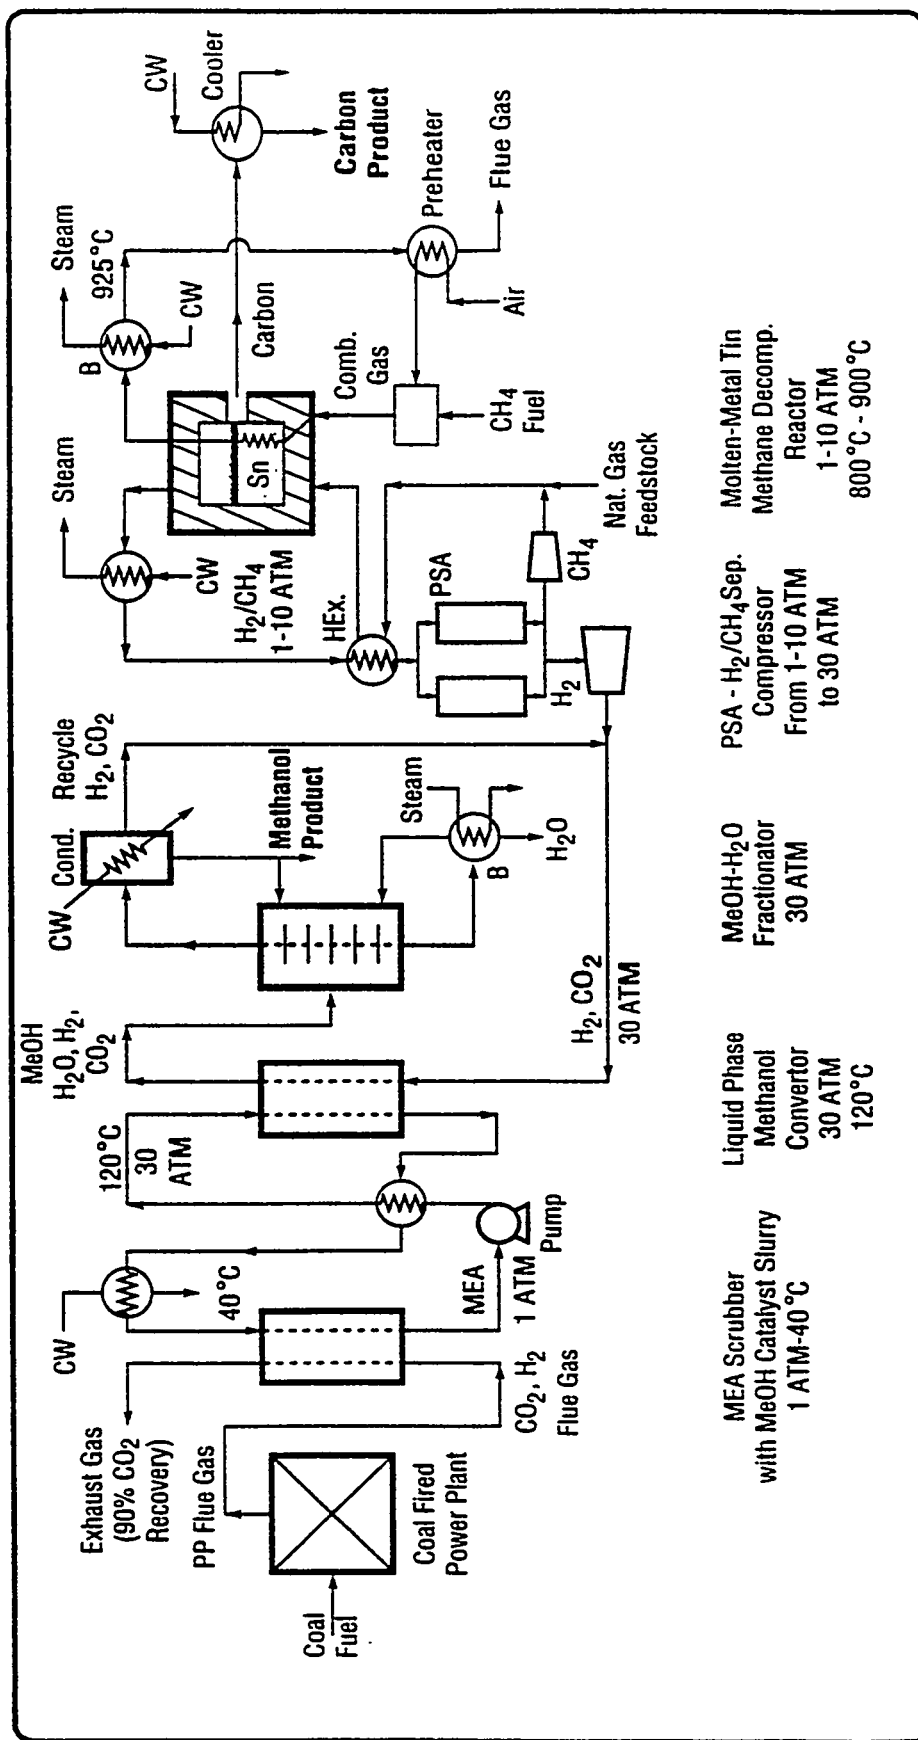 Coal
Fuel
Coal Fired
Power Plant
PP Flue Gas
Exhaust Gas
(90% CO2
Recovery)
CO2, H2
Flue Gas
CW
40°C
MEA
1 ATM
Pump
120°C
30
ATM
MeOH
H2O, H2,
CO2
H2, CO2
30 ATM
CW
Cond.
Recycle
H2, CO2
Methanol
Product
Steam
B
H2O
Steam
CW
H2/CH4
1-10 ATM
HEx.
PSA
H2
CH4
Nat. Gas
Feedstock
Sn
Steam
B
925°C
CW
Carbon
Comb.
Gas
CH4
Fuel
Air
Preheater
Flue Gas
CW
Cooler
Carbon
Product
MEA Scrubber
with MeOH Catalyst Slurry
1 ATM-40°C
Liquid Phase
Methanol
Convertor
30 ATM
120°C
MeOH-H2O
Fractionator
30 ATM
PSA - H2/CH4Sep.
Compressor
From 1-10 ATM
to 30 ATM
Molten-Metal Tin
Methane Decomp.
Reactor
1-10 ATM
800°C - 900°C